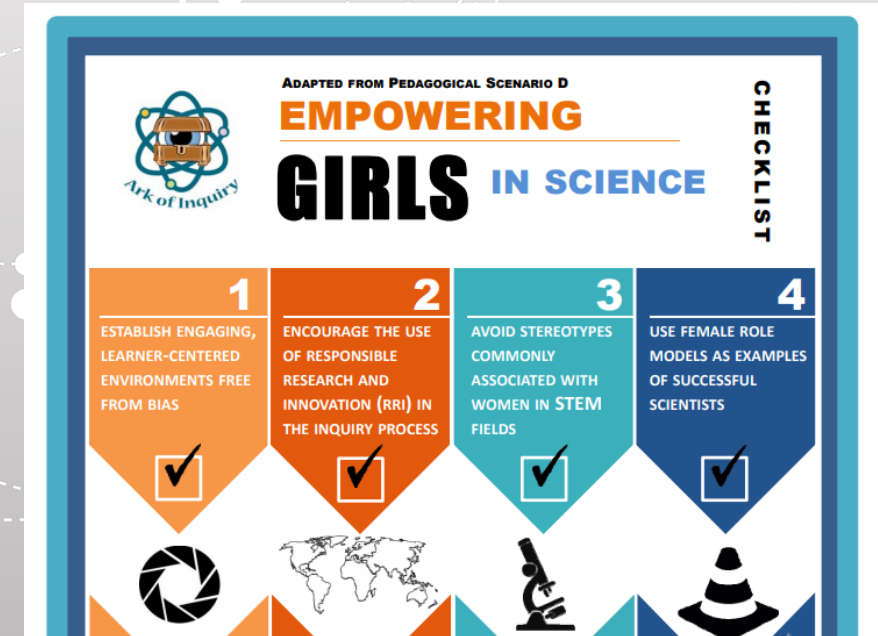 ADAPTED FROM PEDAGOGICAL SCENARIO D
EMPOWERING
GIRLS IN SCIENCE
CHECKLIST
Ark of Inquiry
1
ESTABLISH ENGAGING,
LEARNER-CENTERED
ENVIRONMENTS FREE
FROM BIAS
2
ENCOURAGE THE USE
OF RESPONSIBLE
RESEARCH AND
INNOVATION (RRI) IN
THE INQUIRY PROCESS
3
AVOID STEREOTYPES
COMMONLY
ASSOCIATED WITH
WOMEN IN STEM
FIELDS
4
USE FEMALE ROLE
MODELS AS EXAMPLES
OF SUCCESSFUL
SCIENTISTS